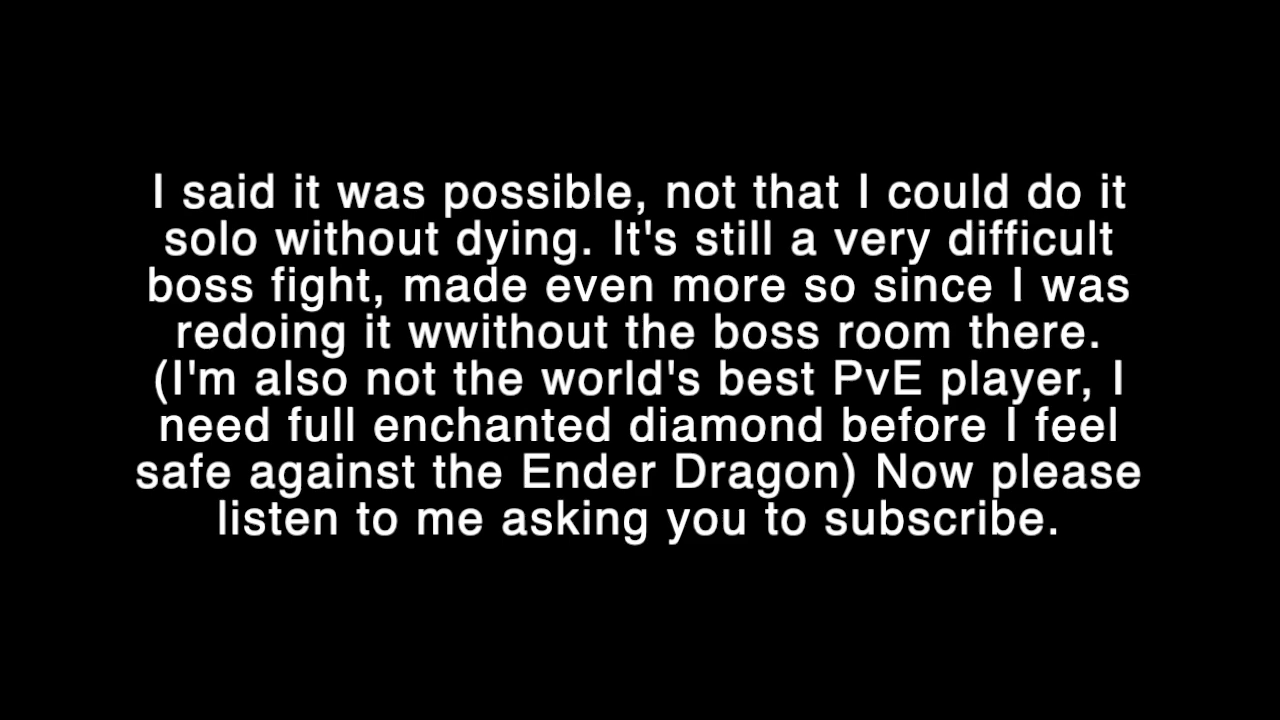 I said it was possible, not that I could do it
solo without dying. It's still a very difficult
boss fight, made even more so since I was
redoing it wwithout the boss room there.
(I'm also not the world's best PvE player, I
need full enchanted diamond before I feel
safe against the Ender Dragon) Now please
listen to me asking you to subscribe.